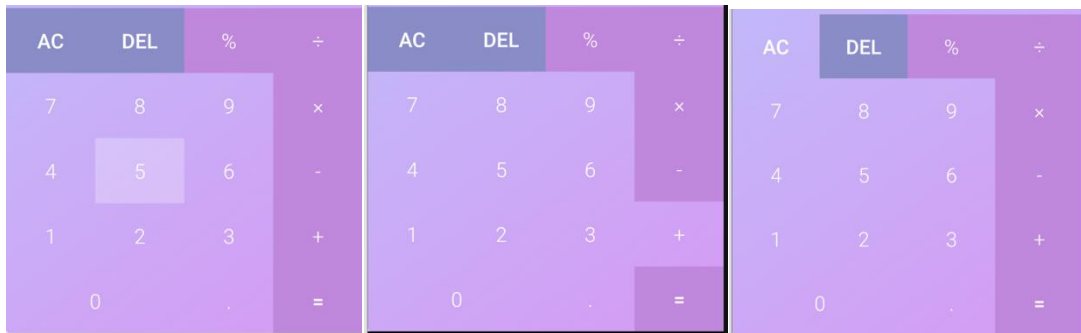 AC DEL % ÷
7 8 9 ×
4 5 6 -
1 2 3 +
0 . =
AC DEL % ÷
7 8 9 ×
4 5 6 -
1 2 3 +
0 . =
AC DEL % ÷
7 8 9 ×
4 5 6 -
1 2 3 +
0 . =